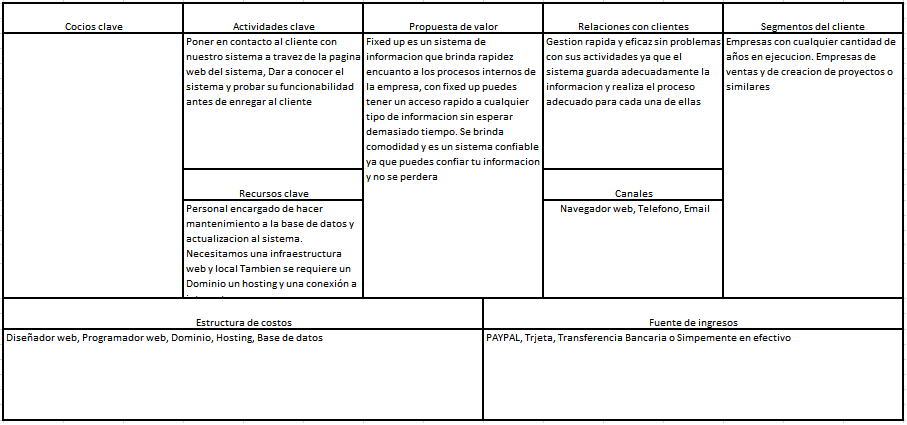 Cocios clave
Actividades clave
Poner en contacto al cliente con
nuestro sistema a travez de la pagina
web del sistema, Dar a conocer el
sistema y probar su funcionabilidad
antes de enregar al cliente
Recursos clave
Personal encargado de hacer
mantenimiento a la base de datos y
actualizacion al sistema.
Necesitamos una infraestructura
web y local Tambien se requiere un
Dominio un hosting y una conexión a
Propuesta de valor
Fixed up es un sistema de
informacion que brinda rapidez
encuanto a los procesos internos de
la empresa, con fixed up puedes
tener un acceso rapido a cualquier
tipo de informacion sin esperar
demasiado tiempo. Se brinda
comodidad y es un sistema confiable
ya que puedes confiar tu informacion
y no se perdera
Relaciones con clientes
Gestion rapida y eficaz sin problemas
con sus actividades ya que el
sistema guarda adecuadamente la
informacion y realiza el proceso
adecuado para cada una de ellas
Canales
Navegador web, Telefono, Email
Segmentos del cliente
Empresas con cualquier cantidad de
años en ejecucion. Empresas de
ventas y de creacion de proyectos o
similares
Estructura de costos
Diseñador web, Programador web, Dominio, Hosting, Base de datos
Fuente de ingresos
PAYPAL, Trjeta, Transferencia Bancaria o Simpemente en efectivo